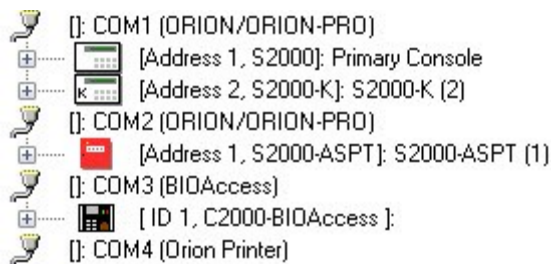 []: COM1 (ORION/ORION-PRO)
[Address 1, S2000]: Primary Console
K [Address 2, S2000-K]: S2000-K (2)
[]: COM2 (ORION/ORION-PRO)
[Address 1, S2000-ASPT]: S2000-ASPT (1)
[]: COM3 (BIOAccess)
[ ID 1, C2000-BIOAccess ]:
[]: COM4 (Orion Printer)